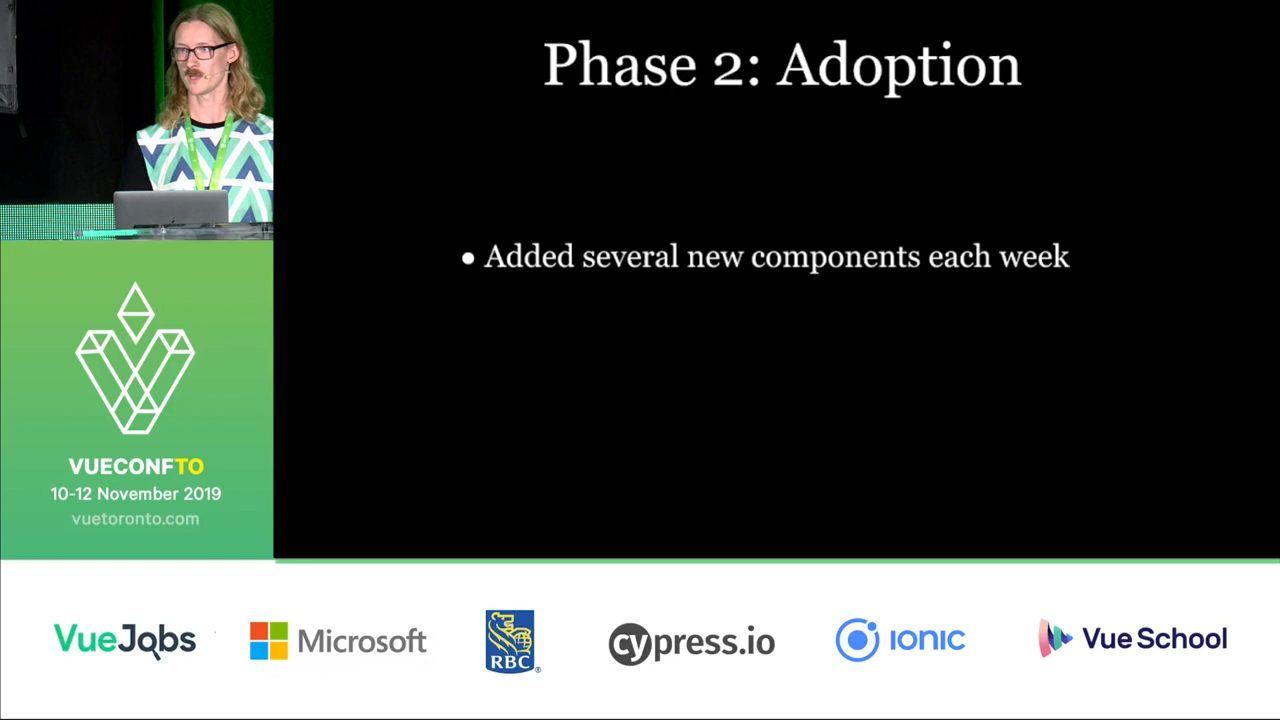 Phase 2: Adoption
• Added several new components each week
VUECONFTO
10-12 November 2019
vuetoronto.com
VueJobs
Microsoft
RBC
®
cypress.io
IONIC
Vue School